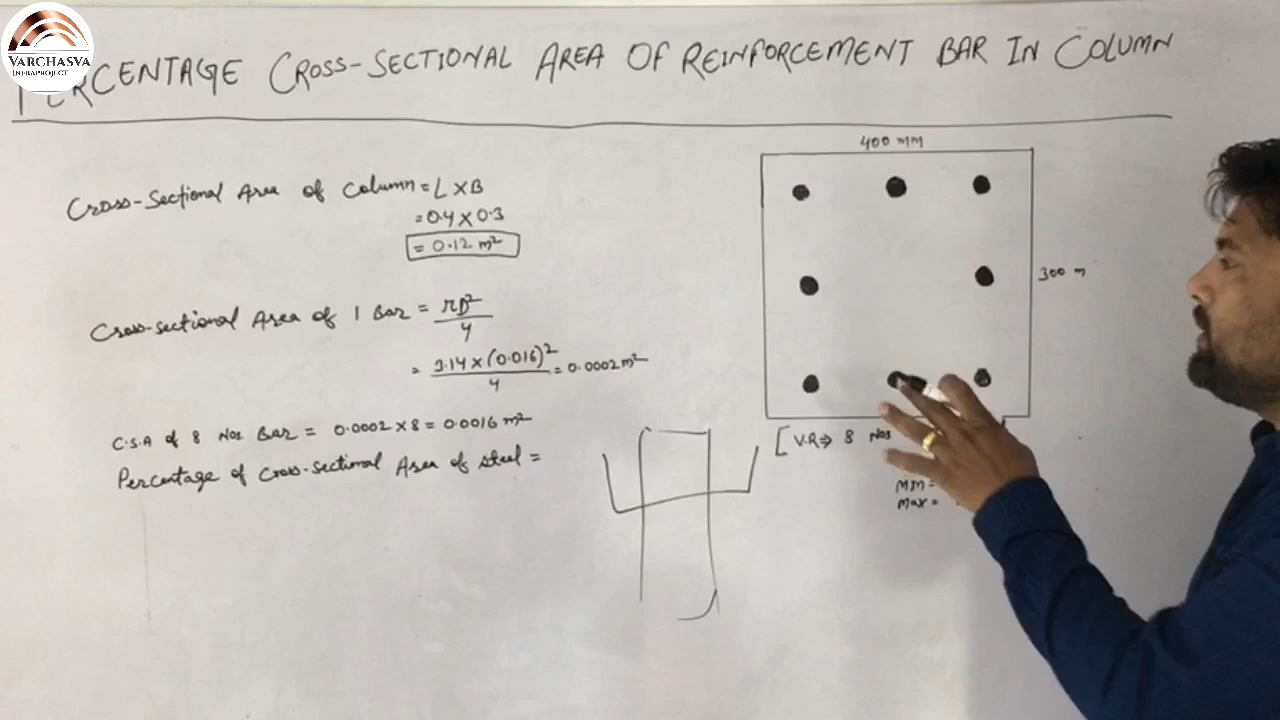 VARCHASVA
INFRAPROJECT
PERCENTAGE CROSS-SECTIONAL AREA OF REINFORCEMENT BAR IN COLUMN
400 MM
Cross-Sectional Area of Column = L × B
= 0.4 × 0.3
= 0.12 m²
300 m
Cross-sectional Area of 1 Bar = πD²/4
= 3.14 × (0.016)²/4 = 0.0002 m²
C.S.A of 8 Nos Bar = 0.0002 × 8 = 0.0016 m²
Percentage of Cross-sectional Area of steel =
[V.R ⇒ 8 Nos
Min =
Max =